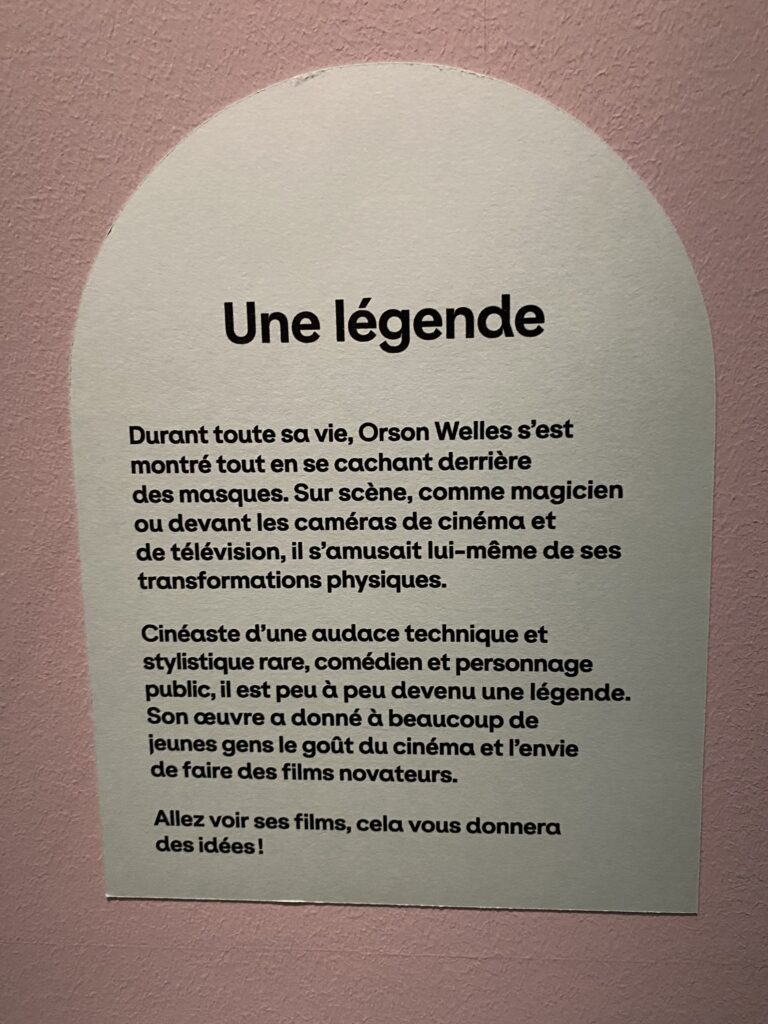 Une légende
Durant toute sa vie, Orson Welles s’est
montré tout en se cachant derrière
des masques. Sur scène, comme magicien
ou devant les caméras de cinéma et
de télévision, il s’amusait lui-même de ses
transformations physiques.
Cinéaste d’une audace technique et
stylistique rare, comédien et personnage
public, il est peu à peu devenu une légende.
Son œuvre a donné à beaucoup de
jeunes gens le goût du cinéma et l’envie
de faire des films novateurs.
Allez voir ses films, cela vous donnera
des idées !